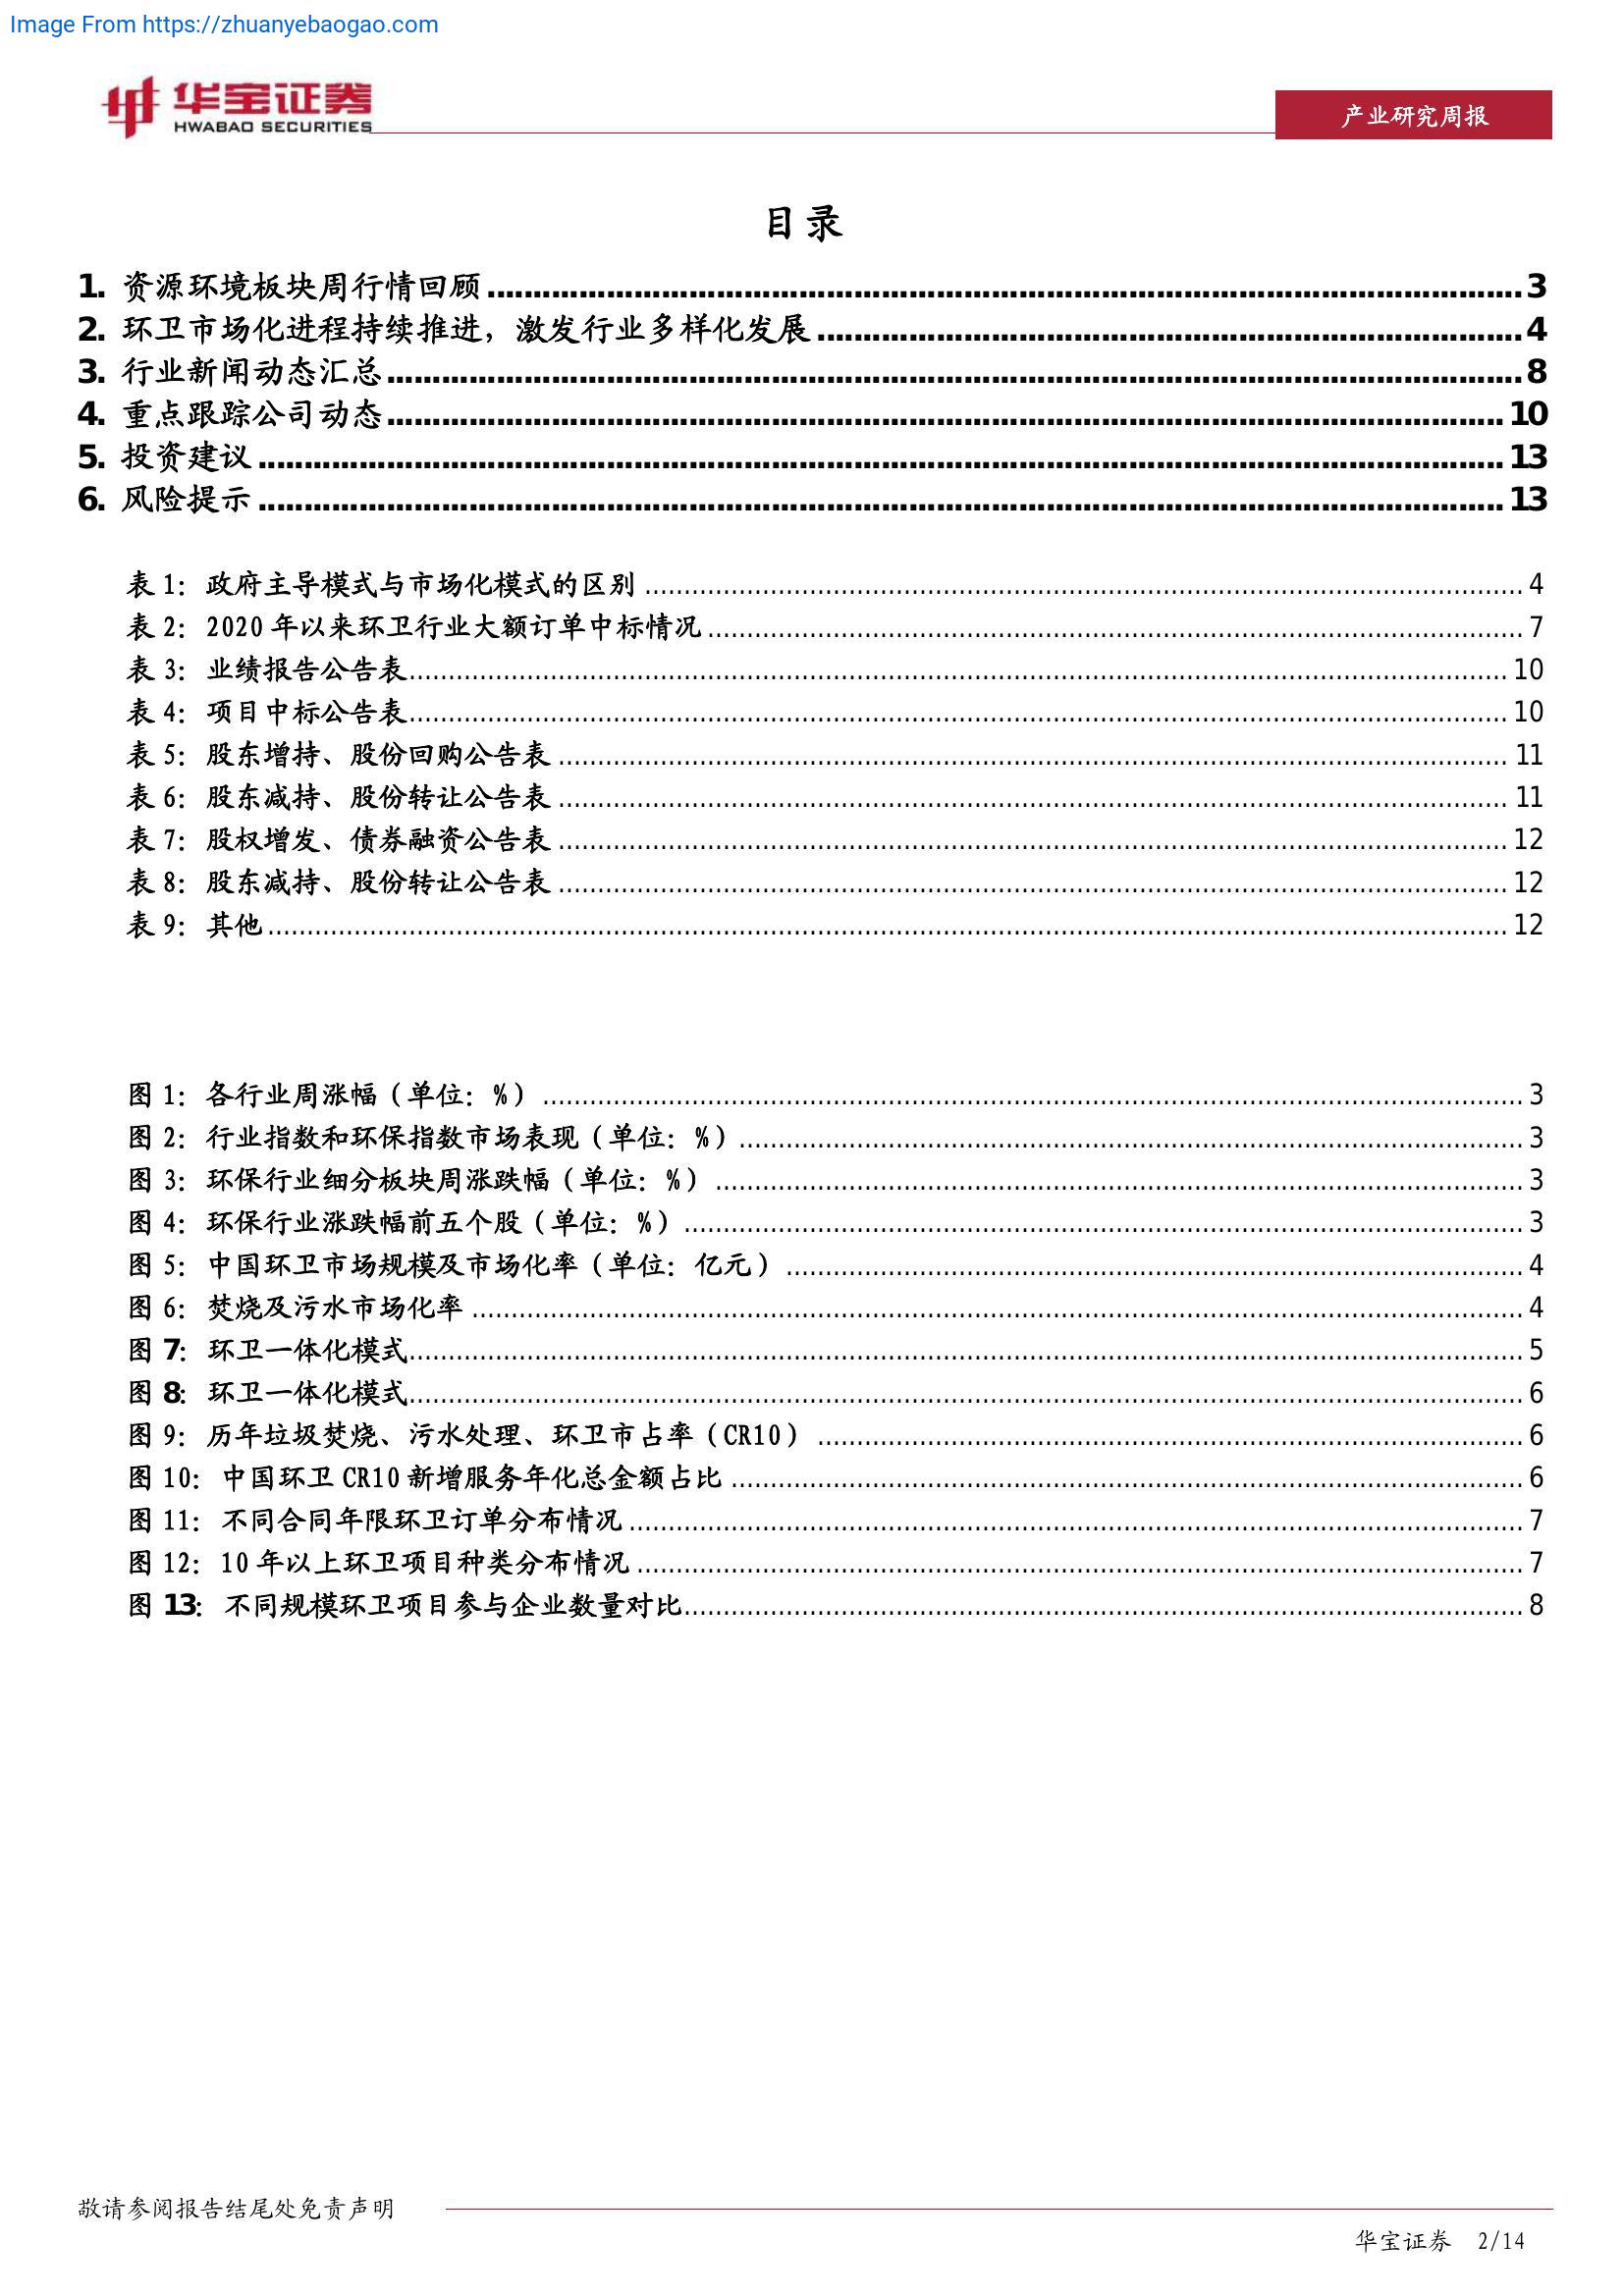 Image From https://zhuanyebaogao.com
华宝证券
HWABAO SECURITIES
产业研究周报
目录
1. 资源环境板块周行情回顾 3
2. 环卫市场化进程持续推进，激发行业多样化发展 4
3. 行业新闻动态汇总 8
4. 重点跟踪公司动态 10
5. 投资建议 13
6. 风险提示 13
表 1：政府主导模式与市场化模式的区别 4
表 2：2020 年以来环卫行业大额订单中标情况 7
表 3：业绩报告公告表 10
表 4：项目中标公告表 10
表 5：股东增持、股份回购公告表 11
表 6：股东减持、股份转让公告表 11
表 7：股权增发、债券融资公告表 12
表 8：股东减持、股份转让公告表 12
表 9：其他 12
图 1：各行业周涨幅（单位：%） 3
图 2：行业指数和环保指数市场表现（单位：%） 3
图 3：环保行业细分板块周涨跌幅（单位：%） 3
图 4：环保行业涨跌幅前五个股（单位：%） 3
图 5：中国环卫市场规模及市场化率（单位：亿元） 4
图 6：焚烧及污水市场化率 4
图 7：环卫一体化模式 5
图 8：环卫一体化模式 6
图 9：历年垃圾焚烧、污水处理、环卫市占率（CR10） 6
图 10：中国环卫 CR10 新增服务年化总金额占比 6
图 11：不同合同年限环卫订单分布情况 7
图 12：10 年以上环卫项目种类分布情况 7
图 13：不同规模环卫项目参与企业数量对比 8
敬请参阅报告结尾处免责声明
华宝证券 2/14